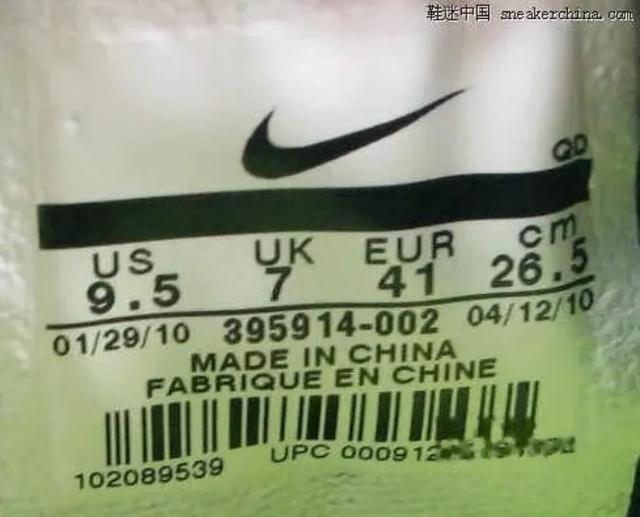 鞋迷中国 sneakerchina.com
QD
US UK EUR cm
9.5 7 41 26.5
01/29/10 395914-002 04/12/10
MADE IN CHINA
FABRIQUE EN CHINE
102089539 UPC 000912